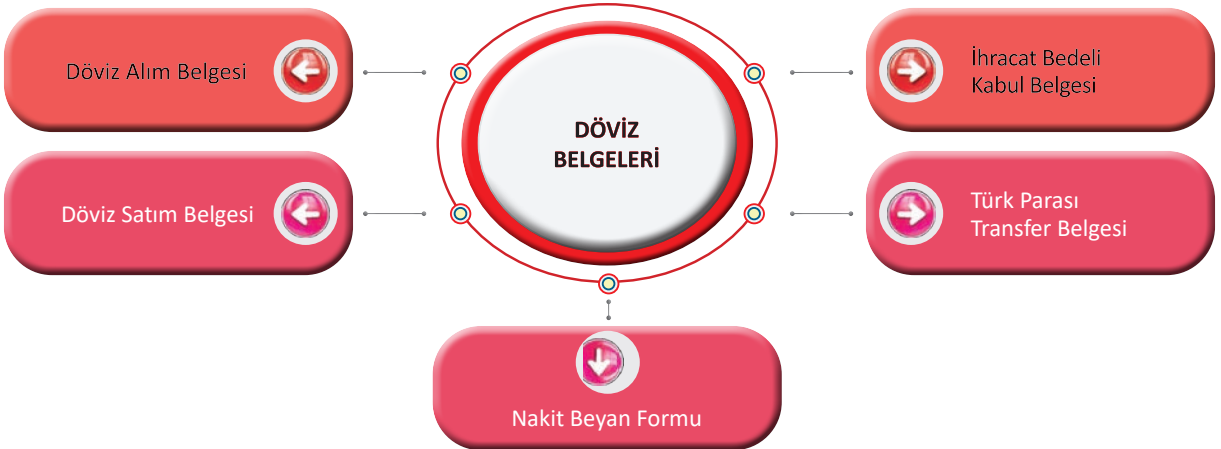 Döviz Alım Belgesi
Döviz Satım Belgesi
DÖVİZ
BELGELERİ
İhracat Bedeli
Kabul Belgesi
Türk Parası
Transfer Belgesi
Nakit Beyan Formu